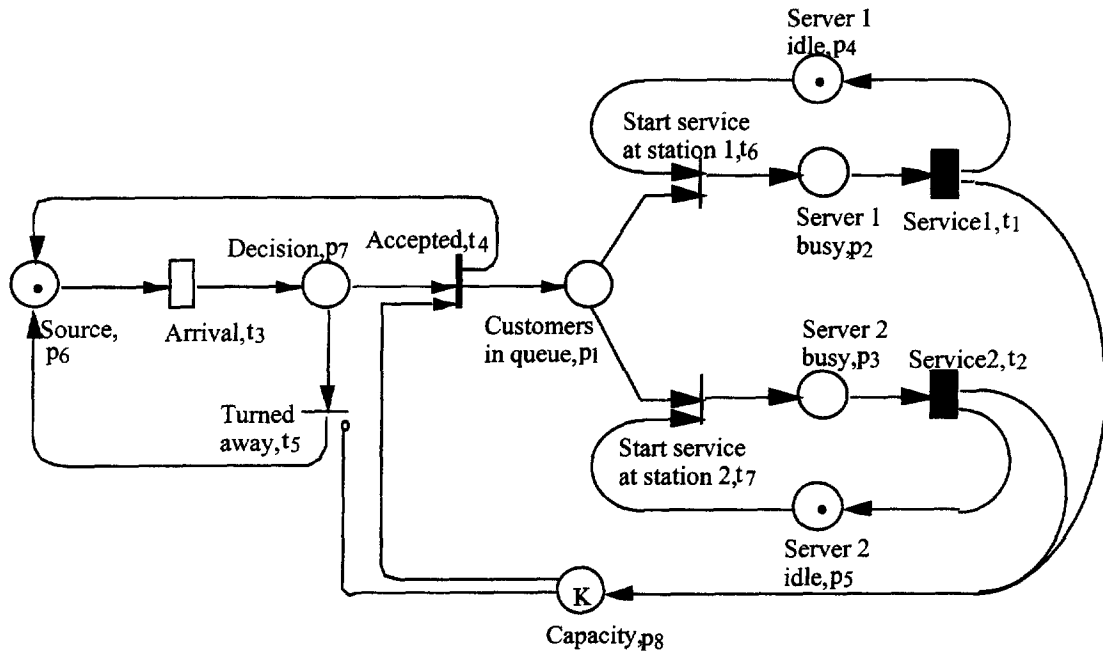 Server 1
idle,p4
Start service
at station 1,t6
Server 1
busy,p2
Service1,t1
Decision,p7
Accepted,t4
Source,
p6
Arrival,t3
Customers
in queue,p1
Server 2
busy,p3
Service2,t2
Turned
away,t5
Start service
at station 2,t7
Server 2
idle,p5
K
Capacity,p8